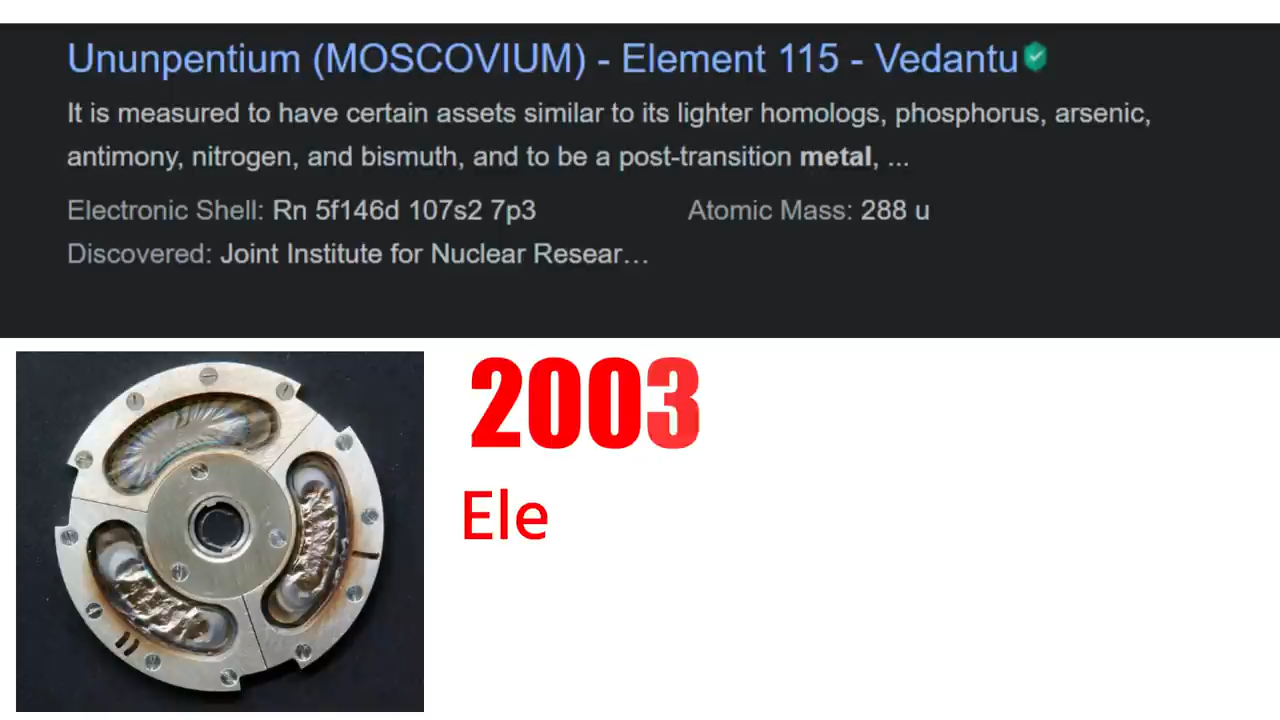 Ununpentium (MOSCOVIUM) - Element 115 - Vedantu
It is measured to have certain assets similar to its lighter homologs, phosphorus, arsenic,
antimony, nitrogen, and bismuth, and to be a post-transition metal, ...
Electronic Shell: Rn 5f146d 107s2 7p3 Atomic Mass: 288 u
Discovered: Joint Institute for Nuclear Resear...
2003
Ele